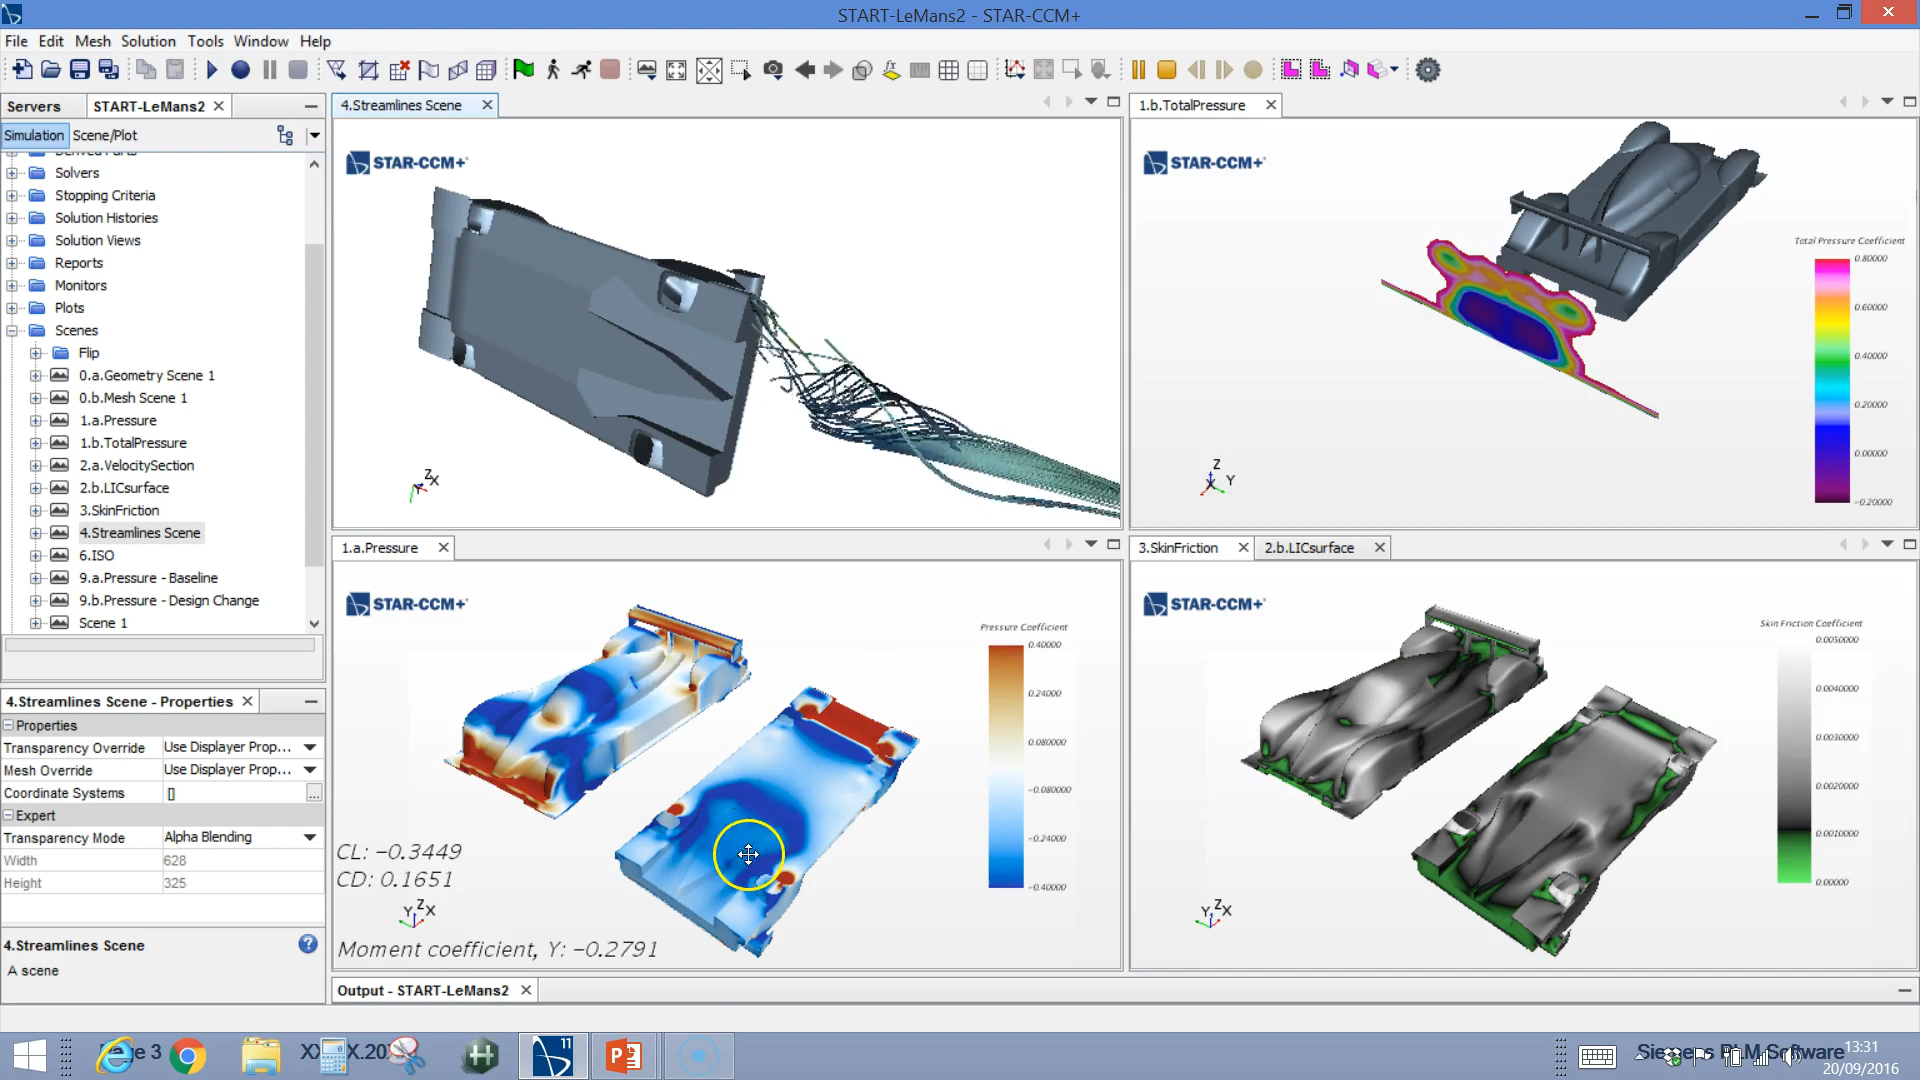 START-LeMans2 - STAR-CCM+
File Edit Mesh Solution Tools Window Help
Servers START-LeMans2
Simulation Scene/Plot
Derived Parts
Solvers
Stopping Criteria
Solution Histories
Solution Views
Reports
Monitors
Plots
Scenes
Flip
0.a.Geometry Scene 1
0.b.Mesh Scene 1
1.a.Pressure
1.b.TotalPressure
2.a.VelocitySection
2.b.LICsurface
3.SkinFriction
4.Streamlines Scene
6.ISO
9.a.Pressure - Baseline
9.b.Pressure - Design Change
Scene 1
4.Streamlines Scene - Properties
Properties
Transparency Override Use Displayer Prop...
Mesh Override Use Displayer Prop...
Coordinate Systems [] ...
Expert
Transparency Mode Alpha Blending
Width 628
Height 325
4.Streamlines Scene
A scene
4.Streamlines Scene
STAR-CCM+
Z X
1.b.TotalPressure
STAR-CCM+
Total Pressure Coefficient
0.80000
0.60000
0.40000
0.20000
0.00000
-0.20000
Z
X Y
1.a.Pressure
STAR-CCM+
Pressure Coefficient
0.40000
0.24000
0.080000
-0.080000
-0.24000
-0.40000
CL: -0.3449
CD: 0.1651
Y Z X
Moment coefficient, Y: -0.2791
3.SkinFriction 2.b.LICsurface
STAR-CCM+
Skin Friction Coefficient
0.0050000
0.0040000
0.0030000
0.0020000
0.0010000
0.00000
Y Z X
Output - START-LeMans2
11
Siemens PLM Software
13:31
20/09/2016